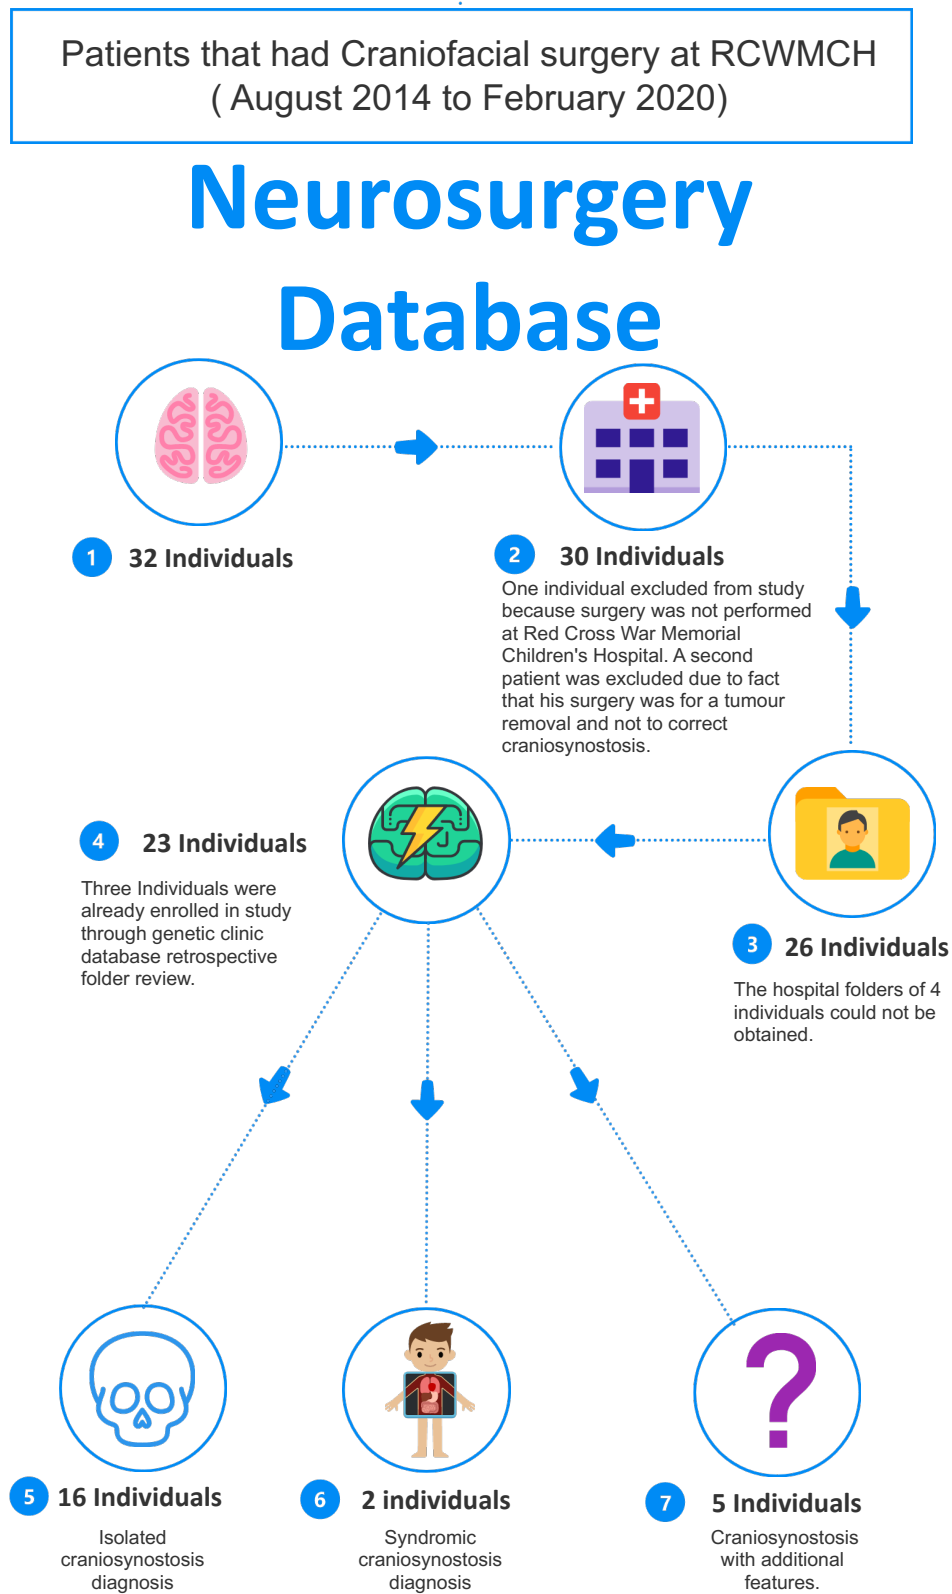 Patients that had Craniofacial surgery at RCWMCH
( August 2014 to February 2020)
Neurosurgery
Database
1 32 Individuals
2 30 Individuals
One individual excluded from study
because surgery was not performed
at Red Cross War Memorial
Children's Hospital. A second
patient was excluded due to fact
that his surgery was for a tumour
removal and not to correct
craniosynostosis.
3 26 Individuals
The hospital folders of 4
individuals could not be
obtained.
4 23 Individuals
Three Individuals were
already enrolled in study
through genetic clinic
database retrospective
folder review.
5 16 Individuals
Isolated
craniosynostosis
diagnosis
6 2 individuals
Syndromic
craniosynostosis
diagnosis
?
7 5 Individuals
Craniosynostosis
with additional
features.